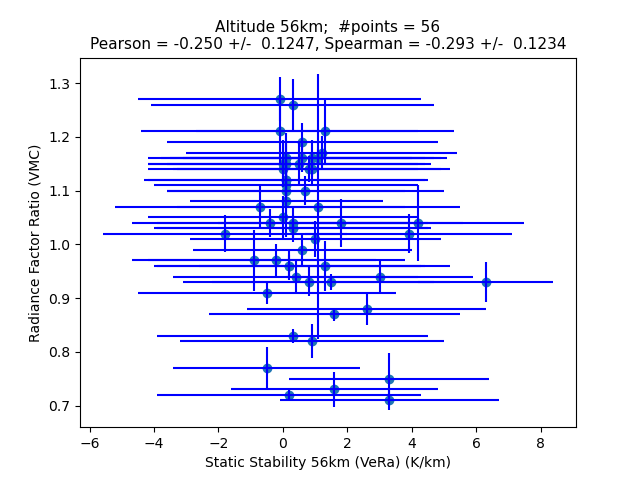 Altitude 56km;  #points = 56
Pearson = -0.250 +/-  0.1247, Spearman = -0.293 +/-  0.1234
Radiance Factor Ratio (VMC)
1.3
1.2
1.1
1.0
0.9
0.8
0.7
−6 −4 −2 0 2 4 6 8
Static Stability 56km (VeRa) (K/km)